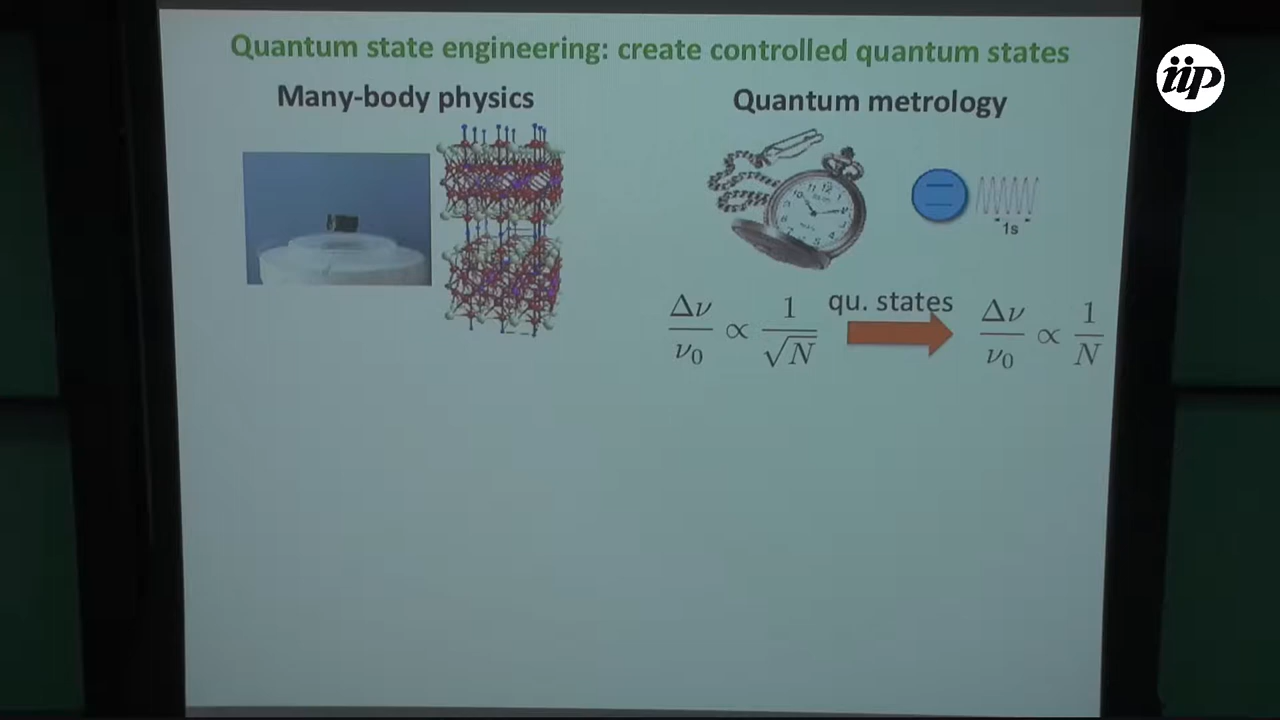 Quantum state engineering: create controlled quantum states
Many-body physics
Quantum metrology
1s
Δν/ν₀ ∝ 1/√N
qu. states
Δν/ν₀ ∝ 1/N
iip